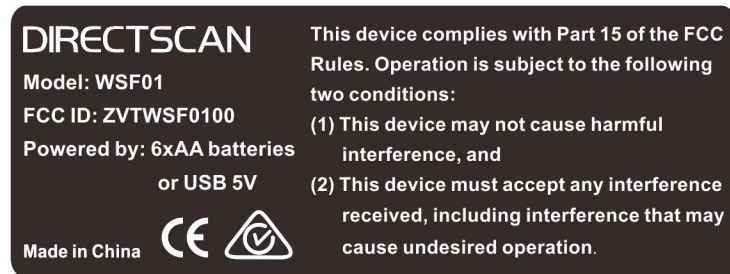 DIRECTSCAN
Model: WSF01
FCC ID: ZVTWSF0100
Powered by: 6xAA batteries
or USB 5V
Made in China
CE
This device complies with Part 15 of the FCC
Rules. Operation is subject to the following
two conditions:
(1) This device may not cause harmful
interference, and
(2) This device must accept any interference
received, including interference that may
cause undesired operation.